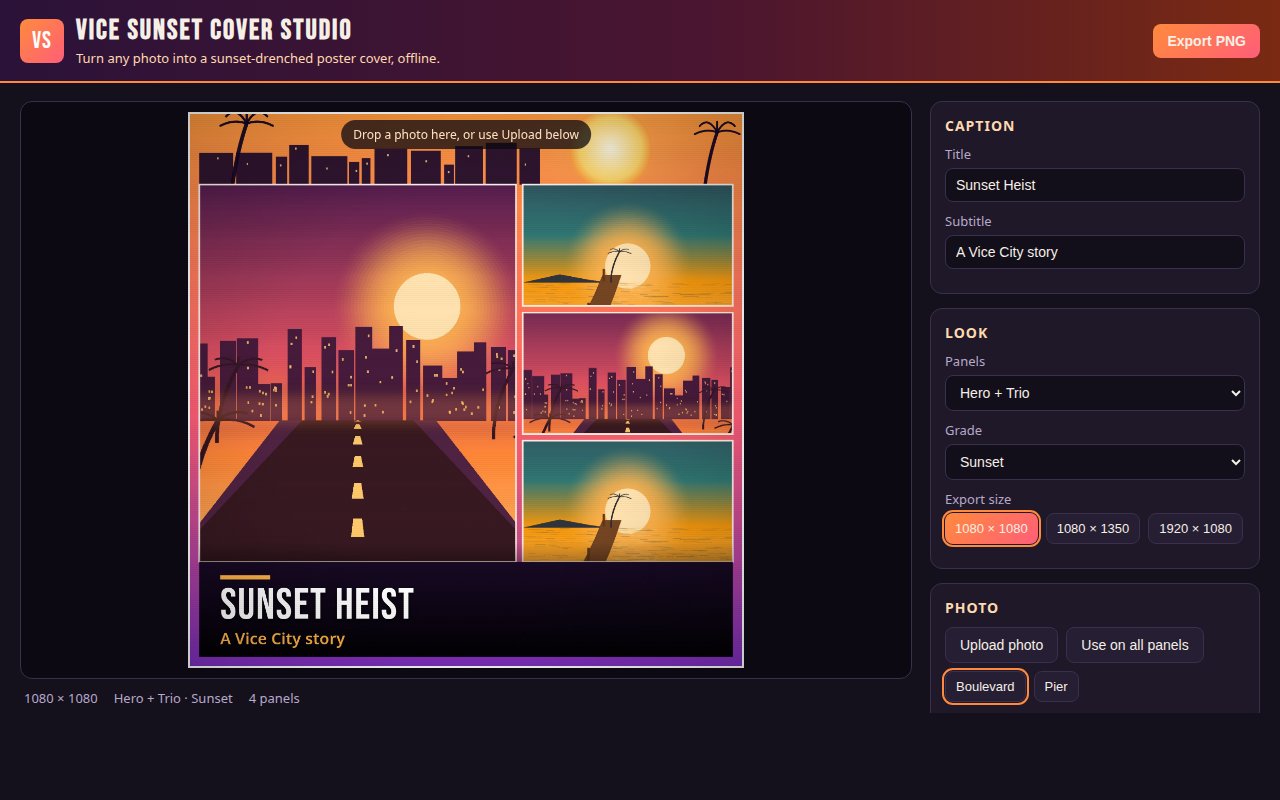 VS
VICE SUNSET COVER STUDIO
Turn any photo into a sunset-drenched poster cover, offline.
Export PNG
Drop a photo here, or use Upload below
SUNSET HEIST
A Vice City story
1080 × 1080 Hero + Trio · Sunset 4 panels
CAPTION
Title
Sunset Heist
Subtitle
A Vice City story
LOOK
Panels
Hero + Trio
Grade
Sunset
Export size
1080 × 1080 1080 × 1350 1920 × 1080
PHOTO
Upload photo Use on all panels
Boulevard Pier